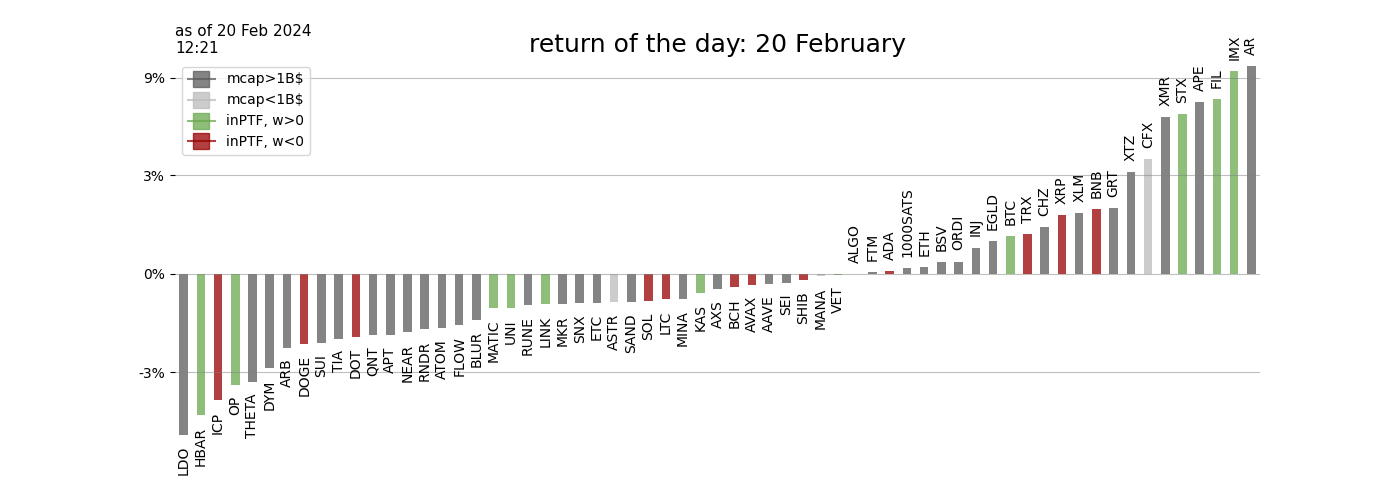 as of 20 Feb 2024
12:21
return of the day: 20 February
mcap>1B$
mcap<1B$
inPTF, w>0
inPTF, w<0
9%
3%
0%
-3%
LDO
HBAR
ICP
OP
THETA
DYM
ARB
DOGE
SUI
TIA
DOT
QNT
APT
NEAR
RNDR
ATOM
FLOW
BLUR
MATIC
UNI
RUNE
LINK
MKR
SNX
ETC
ASTR
SAND
SOL
LTC
MINA
KAS
AXS
BCH
AVAX
AAVE
SEI
SHIB
MANA
VET
ALGO
FTM
ADA
1000SATS
ETH
BSV
ORDI
INJ
EGLD
BTC
TRX
CHZ
XRP
XLM
BNB
GRT
XTZ
CFX
XMR
STX
APE
FIL
IMX
AR